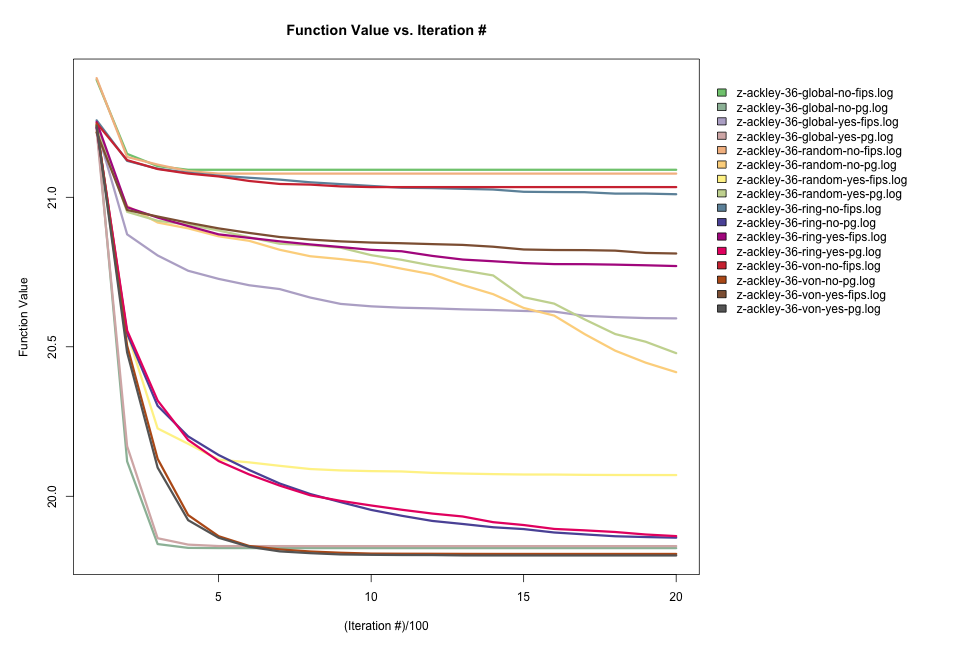 Function Value vs. Iteration #
Function Value
21.0
20.5
20.0
5
10
15
20
(Iteration #)/100
z-ackley-36-global-no-fips.log
z-ackley-36-global-no-pg.log
z-ackley-36-global-yes-fips.log
z-ackley-36-global-yes-pg.log
z-ackley-36-random-no-fips.log
z-ackley-36-random-no-pg.log
z-ackley-36-random-yes-fips.log
z-ackley-36-random-yes-pg.log
z-ackley-36-ring-no-fips.log
z-ackley-36-ring-no-pg.log
z-ackley-36-ring-yes-fips.log
z-ackley-36-ring-yes-pg.log
z-ackley-36-von-no-fips.log
z-ackley-36-von-no-pg.log
z-ackley-36-von-yes-fips.log
z-ackley-36-von-yes-pg.log